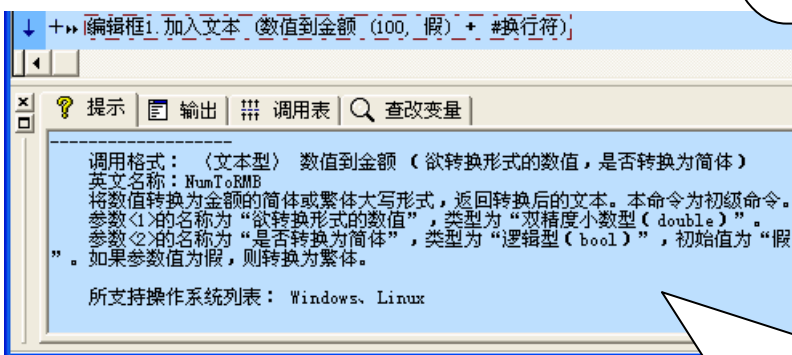 编辑框1.加入文本 (数值到金额 (100, 假) + #换行符)
提示 输出 调用表 查改变量
调用格式： 〈文本型〉 数值到金额 （欲转换形式的数值，是否转换为简体）
英文名称：NumToRMB
将数值转换为金额的简体或繁体大写形式，返回转换后的文本。本命令为初级命令。
参数<1>的名称为“欲转换形式的数值”，类型为“双精度小数型（double）”。
参数<2>的名称为“是否转换为简体”，类型为“逻辑型（bool）”，初始值为“假
”。如果参数值为假，则转换为繁体。
所支持操作系统列表： Windows、Linux